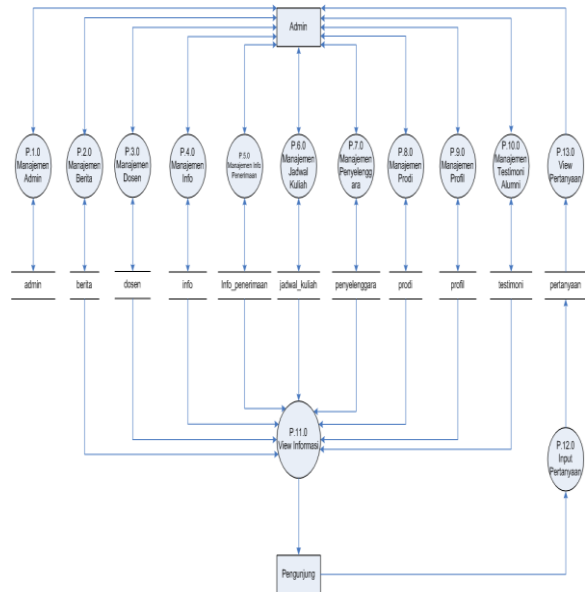 Admin
P.1.0
Manajemen
Admin
P.2.0
Manajemen
Berita
P.3.0
Manajemen
Dosen
P.4.0
Manajemen
Info
P.5.0
Manajemen Info
Penerimaan
P.6.0
Manajemen
Jadwal
Kuliah
P.7.0
Manajemen
Penyelengg
ara
P.8.0
Manajemen
Prodi
P.9.0
Manajemen
Profil
P.10.0
Manajemen
Testimoni
Alumni
P.13.0
View
Pertanyaan
admin
berita
dosen
info
Info_penerimaan
jadwal_kuliah
penyelenggara
prodi
profil
testimoni
pertanyaan
P.11.0
View Informasi
P.12.0
Input
Pertanyaan
Pengunjung